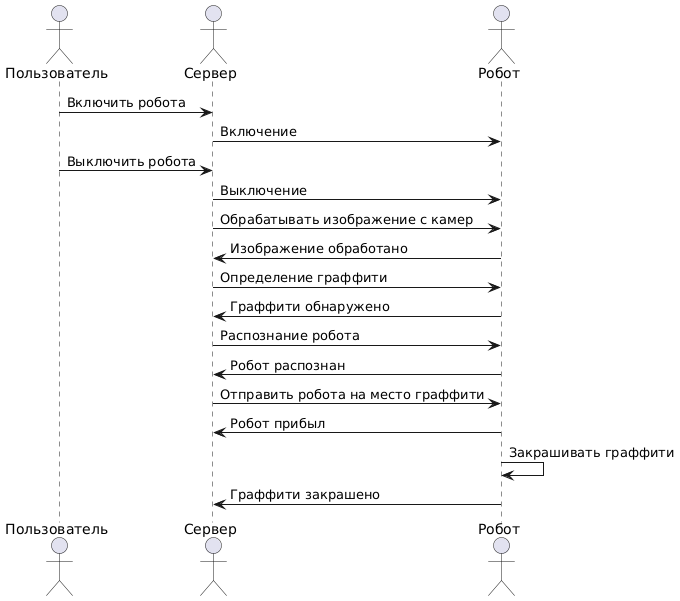 Пользователь
Сервер
Робот
Включить робота
Включение
Выключить робота
Выключение
Обрабатывать изображение с камер
Изображение обработано
Определение граффити
Граффити обнаружено
Распознание робота
Робот распознан
Отправить робота на место граффити
Робот прибыл
Закрашивать граффити
Граффити закрашено
Пользователь
Сервер
Робот